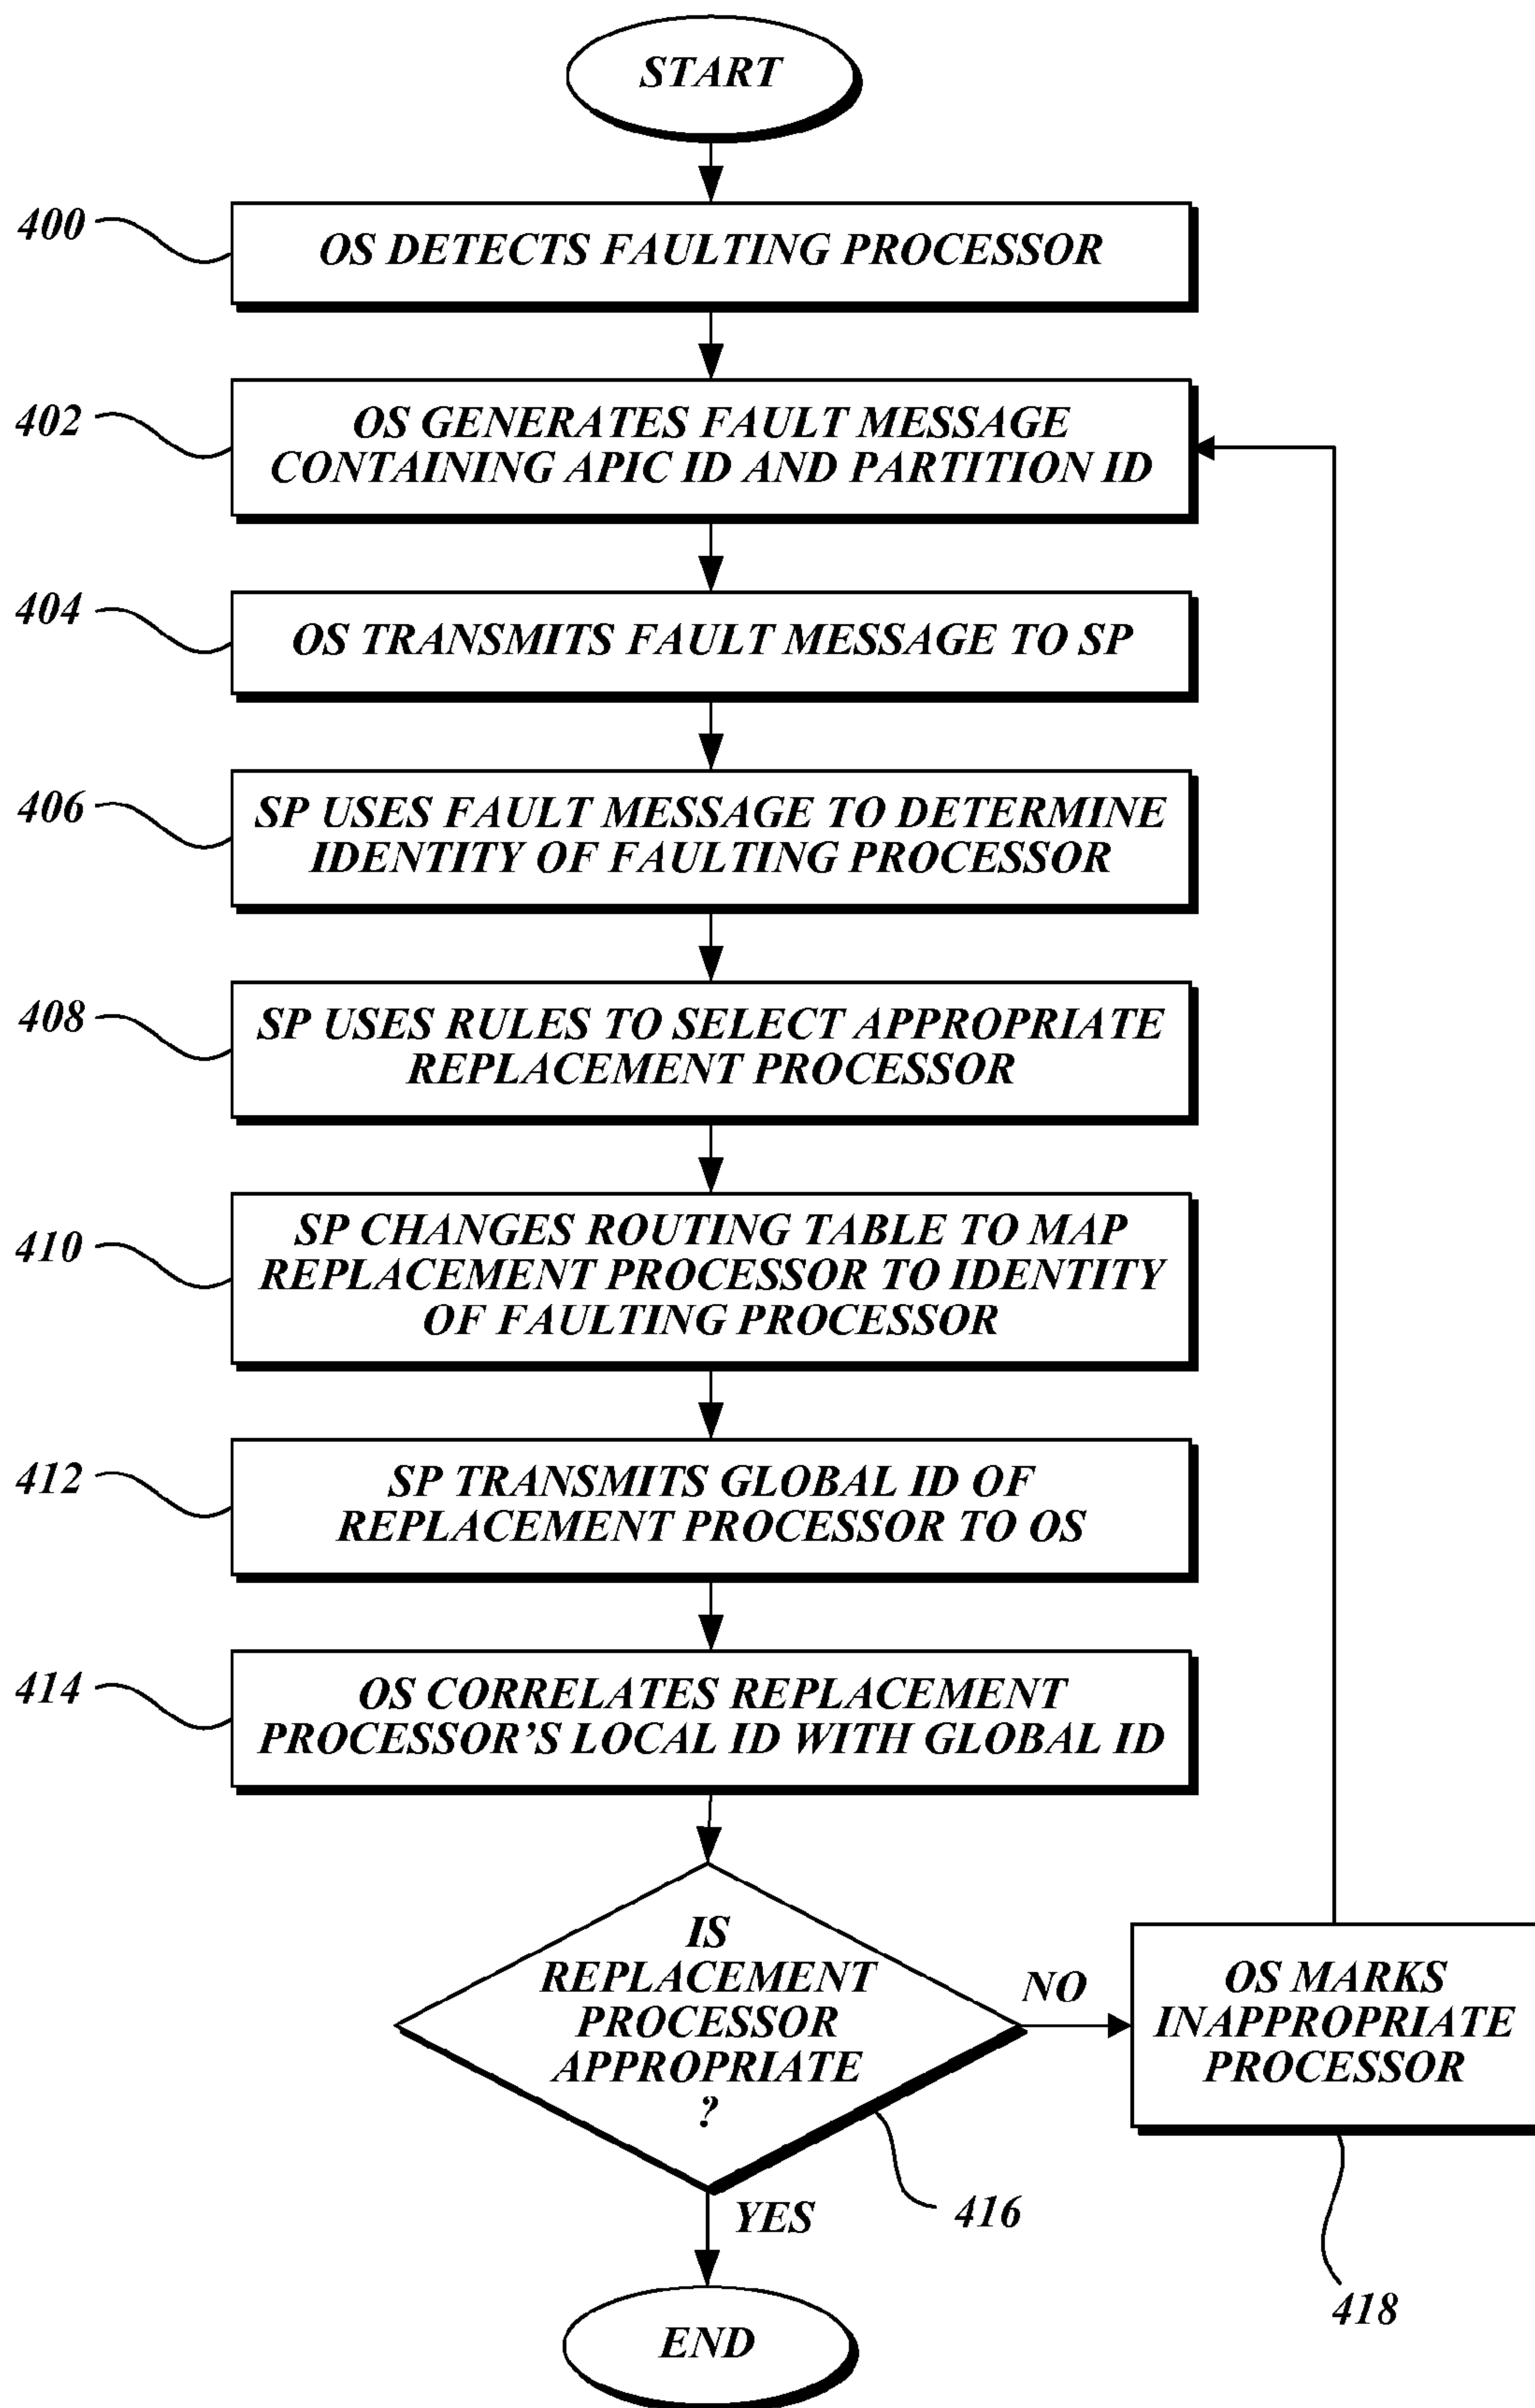 START
400
OS DETECTS FAULTING PROCESSOR
402
OS GENERATES FAULT MESSAGE
CONTAINING APIC ID AND PARTITION ID
404
OS TRANSMITS FAULT MESSAGE TO SP
406
SP USES FAULT MESSAGE TO DETERMINE
IDENTITY OF FAULTING PROCESSOR
408
SP USES RULES TO SELECT APPROPRIATE
REPLACEMENT PROCESSOR
410
SP CHANGES ROUTING TABLE TO MAP
REPLACEMENT PROCESSOR TO IDENTITY
OF FAULTING PROCESSOR
412
SP TRANSMITS GLOBAL ID OF
REPLACEMENT PROCESSOR TO OS
414
OS CORRELATES REPLACEMENT
PROCESSOR'S LOCAL ID WITH GLOBAL ID
IS
REPLACEMENT
PROCESSOR
APPROPRIATE
?
NO
OS MARKS
INAPPROPRIATE
PROCESSOR
YES
416
418
END